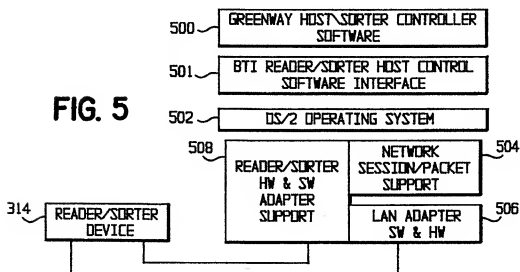 500
GREENWAY HOST\SORTER CONTROLLER
SOFTWARE
501
BTI READER/SORTER HOST CONTROL
SOFTWARE INTERFACE
FIG. 5
502
OS/2 OPERATING SYSTEM
508
READER/SORTER
HW & SW
ADAPTER
SUPPORT
NETWORK
SESSION/PACKET
SUPPORT
504
314
READER/SORTER
DEVICE
LAN ADAPTER
SW & HW
506